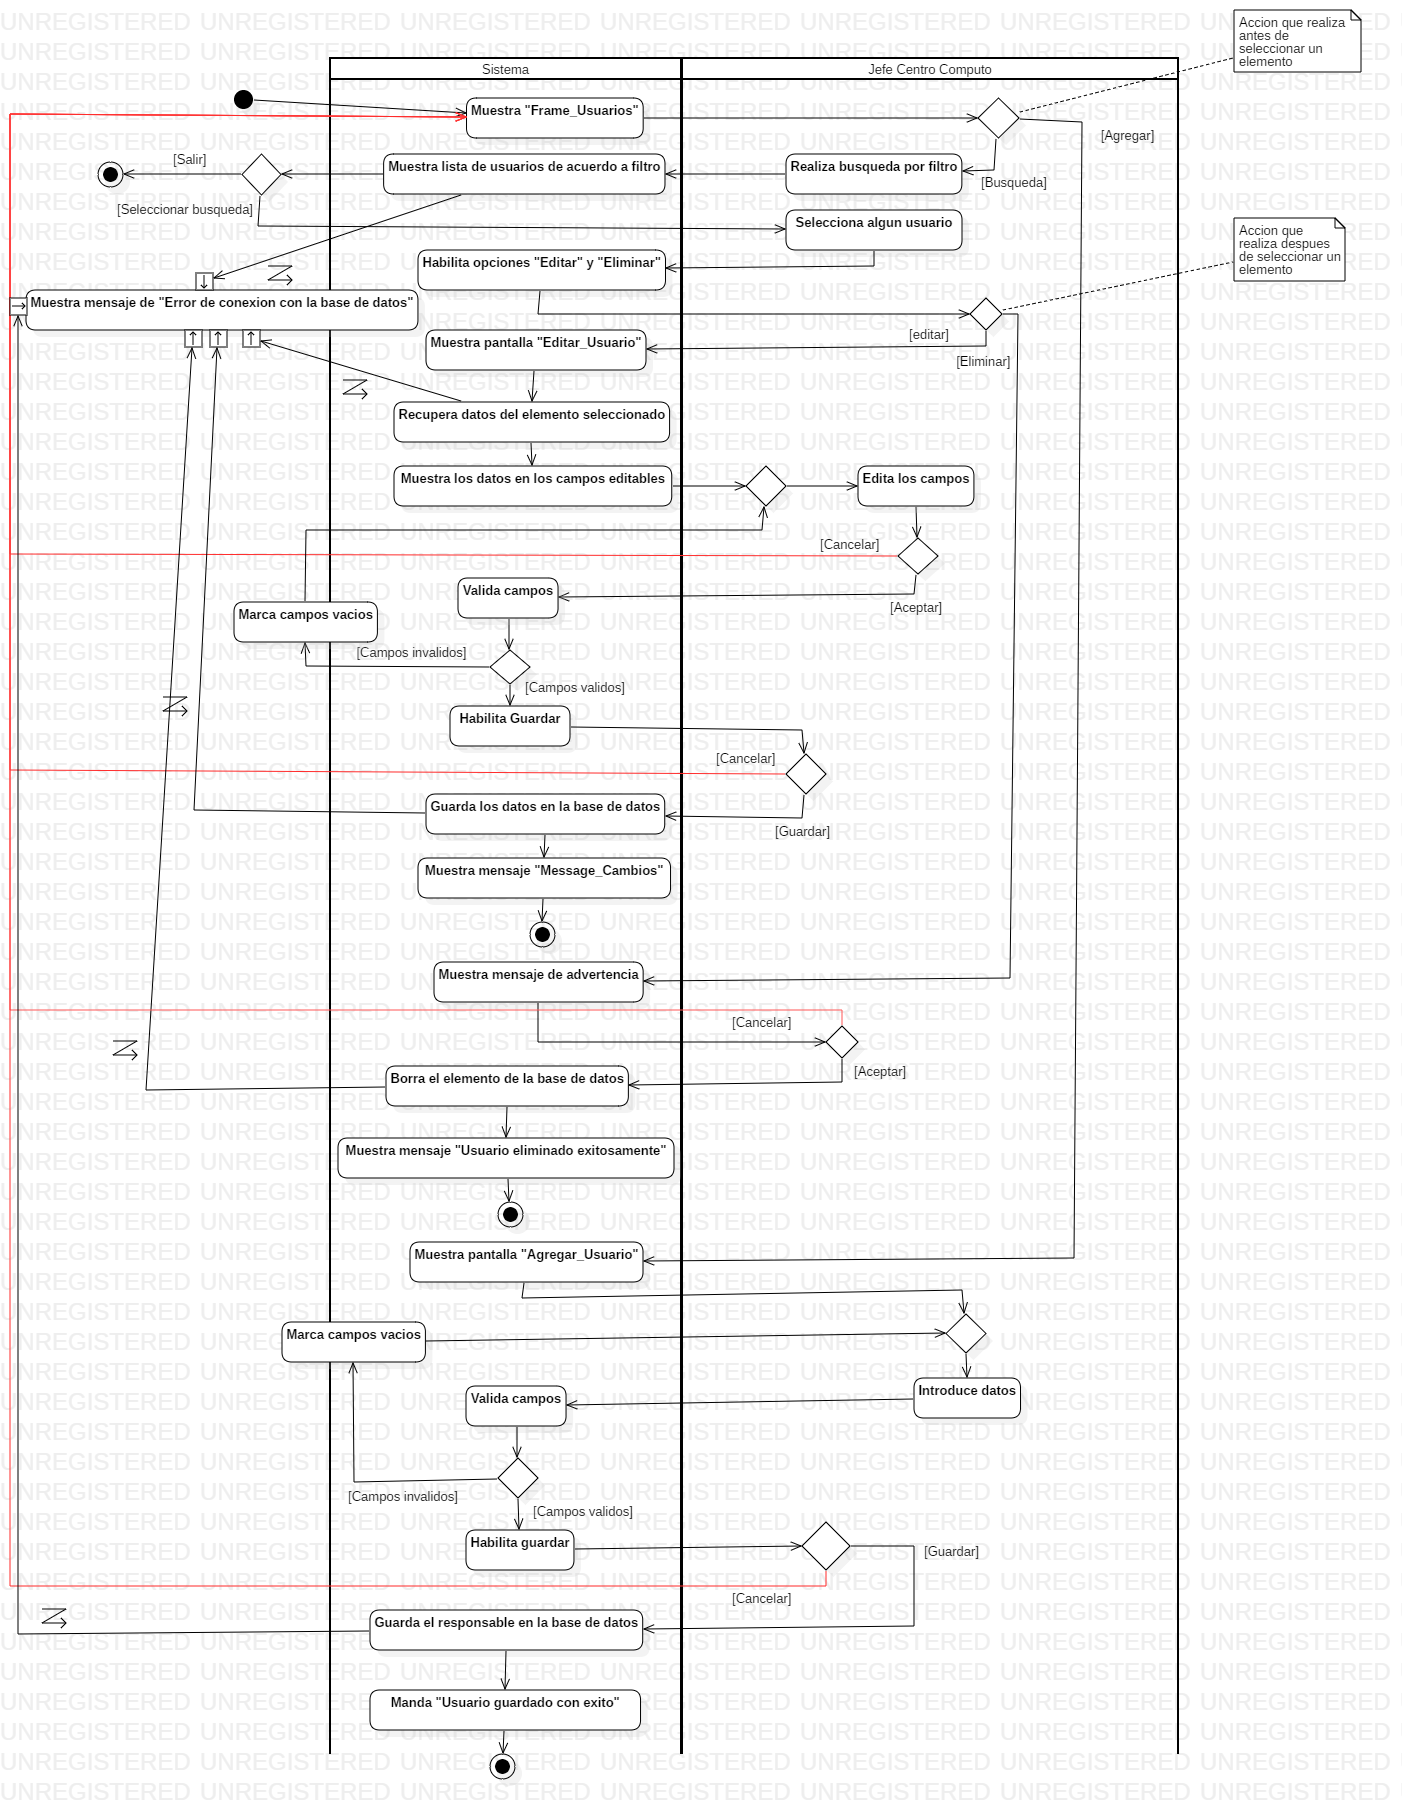 Accion que realiza
antes de
seleccionar un
elemento
Sistema
Jefe Centro Computo
Muestra "Frame_Usuarios"
[Agregar]
[Salir]
Muestra lista de usuarios de acuerdo a filtro
Realiza busqueda por filtro
[Busqueda]
[Seleccionar busqueda]
Selecciona algun usuario
Accion que
realiza despues
de seleccionar un
elemento
Habilita opciones "Editar" y "Eliminar"
Muestra mensaje de "Error de conexion con la base de datos"
[editar]
Muestra pantalla "Editar_Usuario"
[Eliminar]
Recupera datos del elemento seleccionado
Muestra los datos en los campos editables
Edita los campos
[Cancelar]
Valida campos
[Aceptar]
Marca campos vacios
[Campos invalidos]
[Campos validos]
Habilita Guardar
[Cancelar]
Guarda los datos en la base de datos
[Guardar]
Muestra mensaje "Message_Cambios"
Muestra mensaje de advertencia
[Cancelar]
[Aceptar]
Borra el elemento de la base de datos
Muestra mensaje "Usuario eliminado exitosamente"
Muestra pantalla "Agregar_Usuario"
Marca campos vacios
Introduce datos
Valida campos
[Campos invalidos]
[Campos validos]
Habilita guardar
[Guardar]
[Cancelar]
Guarda el responsable en la base de datos
Manda "Usuario guardado con exito"
UNREGISTERED